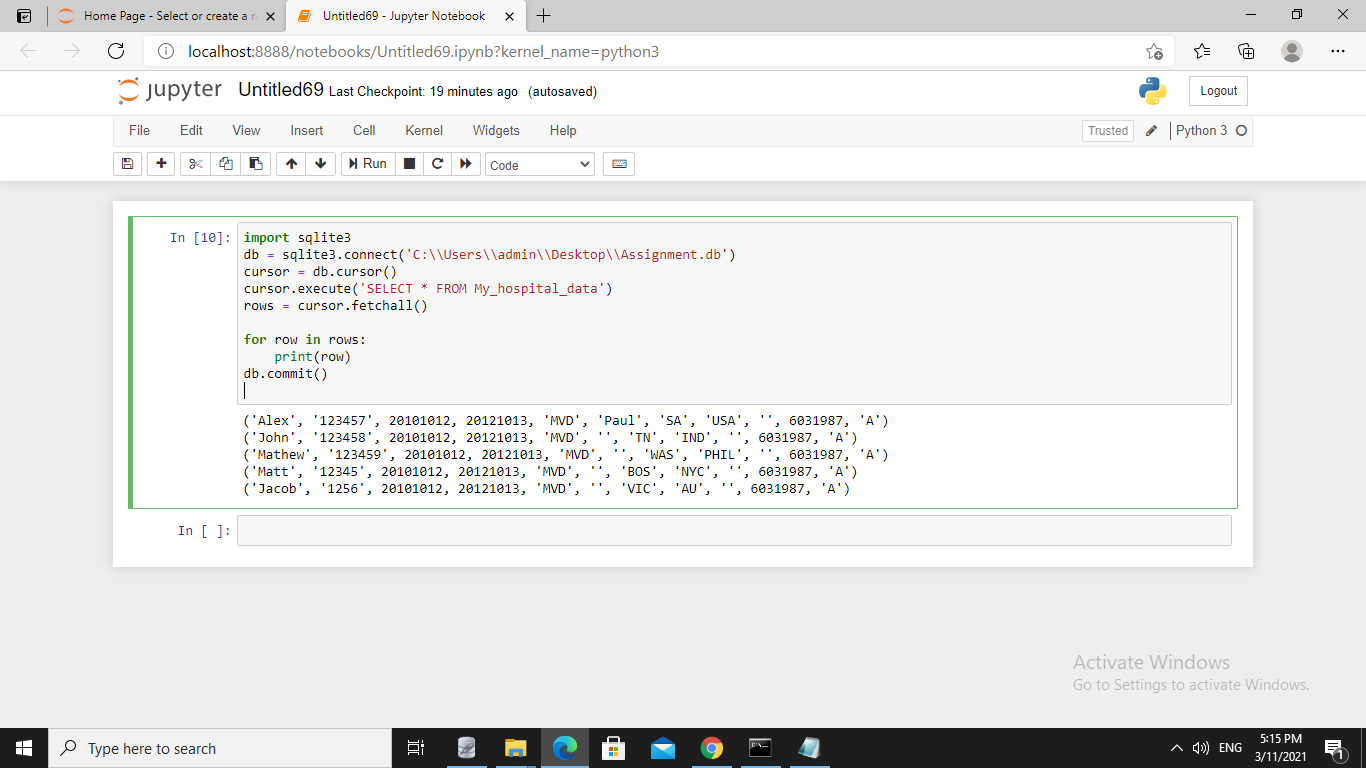 Home Page - Select or create a n
Untitled69 - Jupyter Notebook
localhost:8888/notebooks/Untitled69.ipynb?kernel_name=python3
jupyter Untitled69 Last Checkpoint: 19 minutes ago (autosaved)
Logout
File Edit View Insert Cell Kernel Widgets Help
Trusted Python 3
Run Code
In [10]: import sqlite3
db = sqlite3.connect('C:\\Users\\admin\\Desktop\\Assignment.db')
cursor = db.cursor()
cursor.execute('SELECT * FROM My_hospital_data')
rows = cursor.fetchall()
for row in rows:
    print(row)
db.commit()
('Alex', '123457', 20101012, 20121013, 'MVD', 'Paul', 'SA', 'USA', '', 6031987, 'A')
('John', '123458', 20101012, 20121013, 'MVD', '', 'TN', 'IND', '', 6031987, 'A')
('Mathew', '123459', 20101012, 20121013, 'MVD', '', 'WAS', 'PHIL', '', 6031987, 'A')
('Matt', '12345', 20101012, 20121013, 'MVD', '', 'BOS', 'NYC', '', 6031987, 'A')
('Jacob', '1256', 20101012, 20121013, 'MVD', '', 'VIC', 'AU', '', 6031987, 'A')
In [ ]:
Activate Windows
Go to Settings to activate Windows.
Type here to search
ENG
5:15 PM
3/11/2021
1